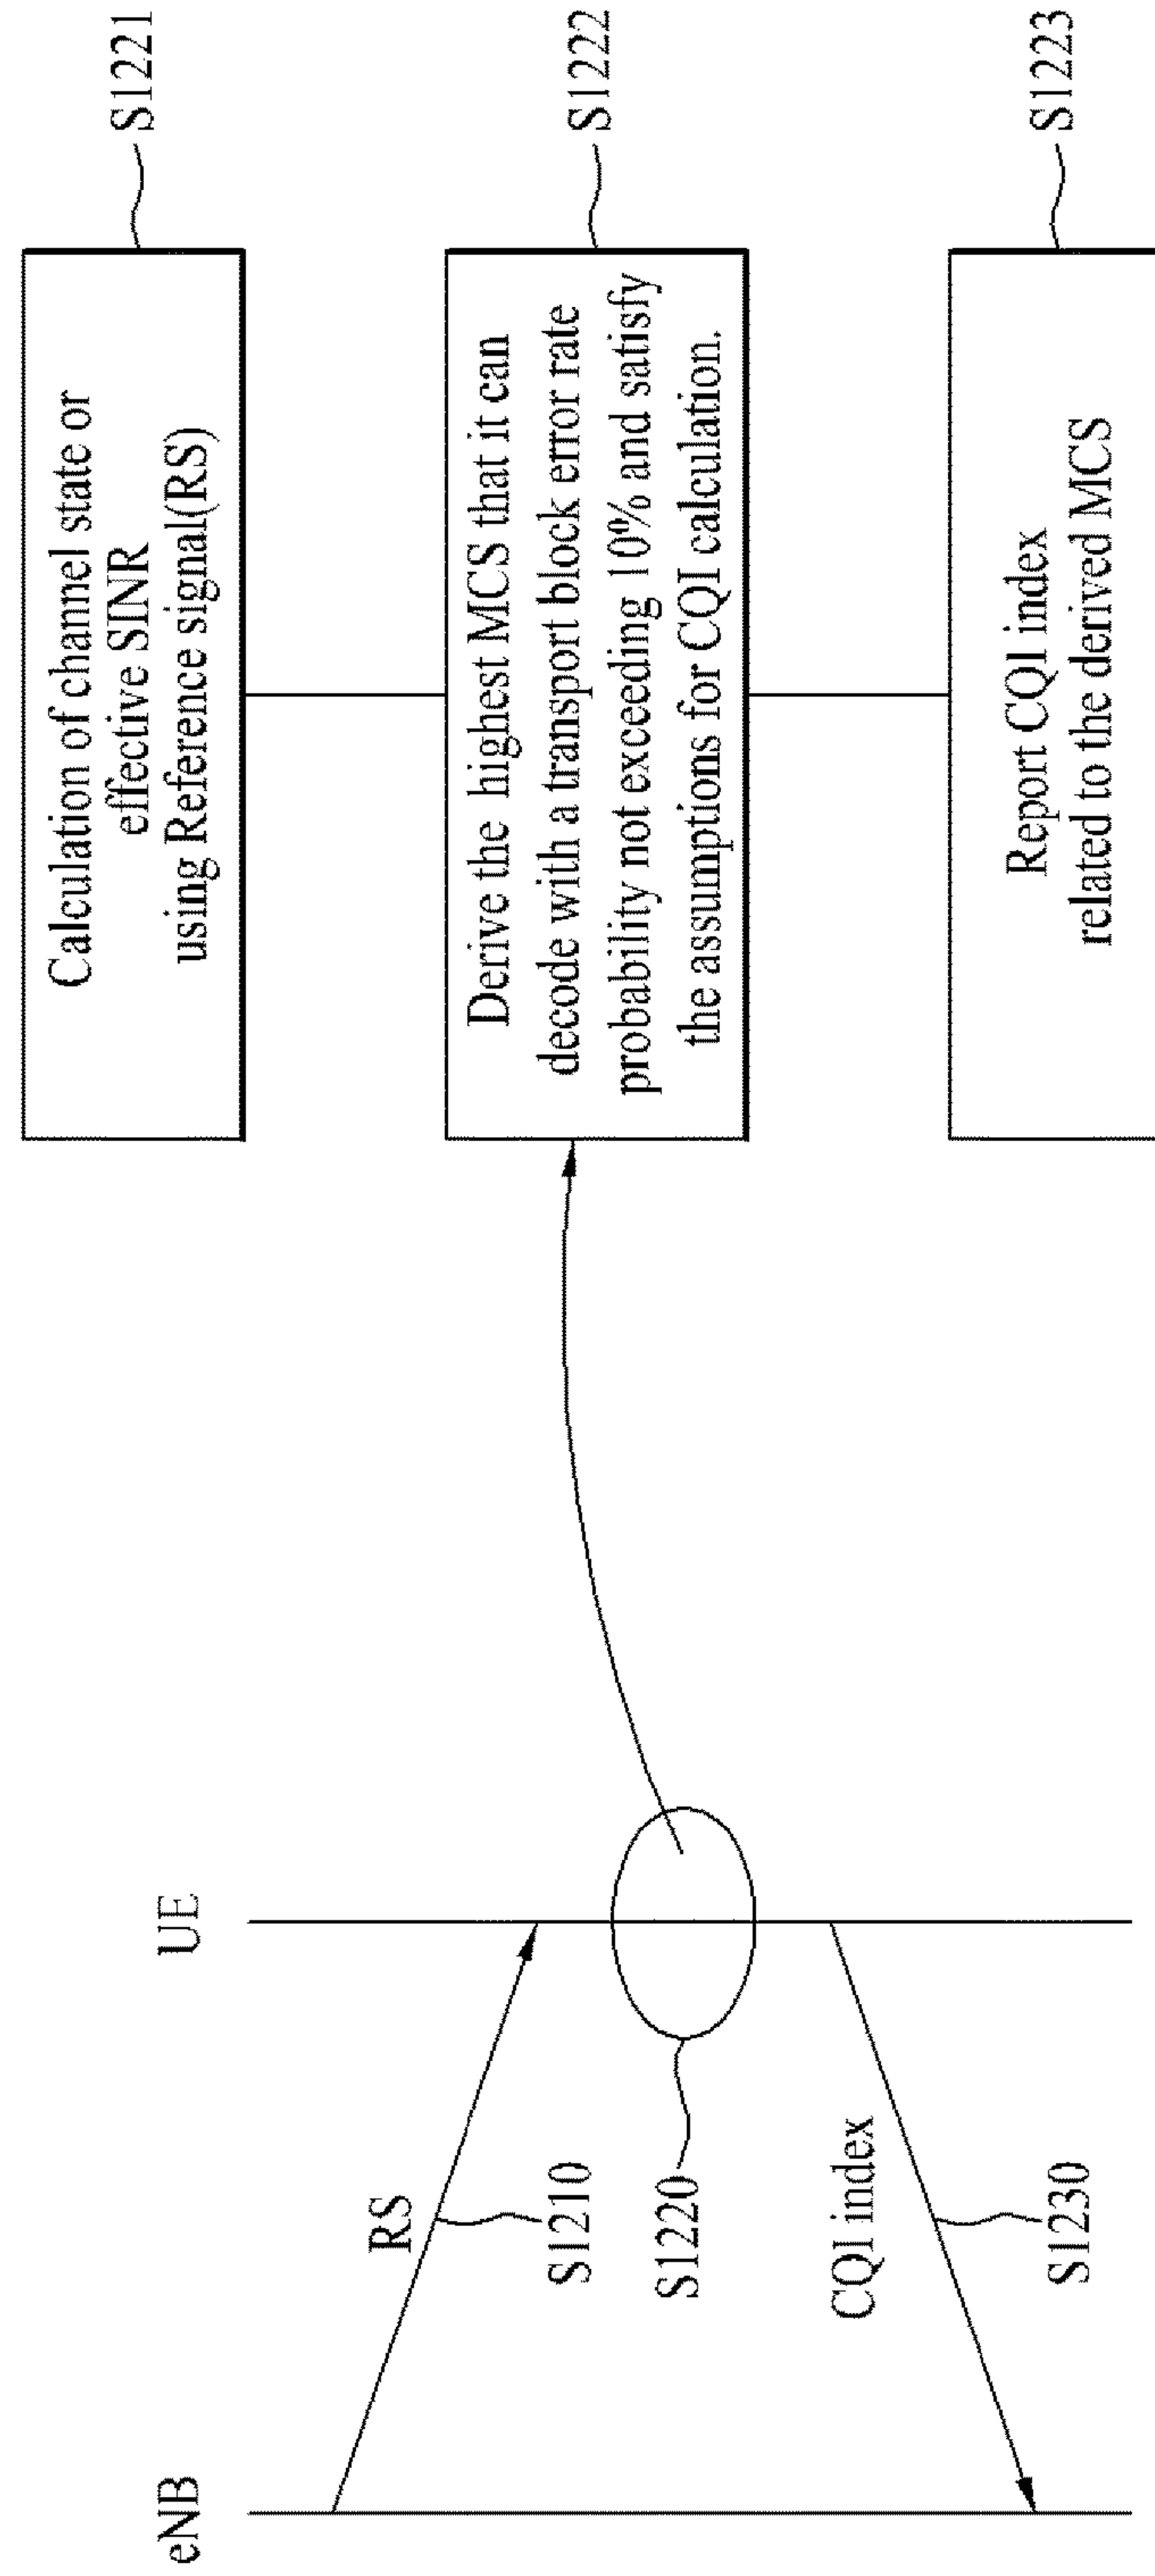 eNB
UE
RS
S1210
S1220
CQI index
S1230
Calculation of channel state or
effective SINR
using Reference signal(RS)
S1221
Derive the highest MCS that it can
decode with a transport block error rate
probability not exceeding 10% and satisfy
the assumptions for CQI calculation.
S1222
Report CQI index
related to the derived MCS
S1223